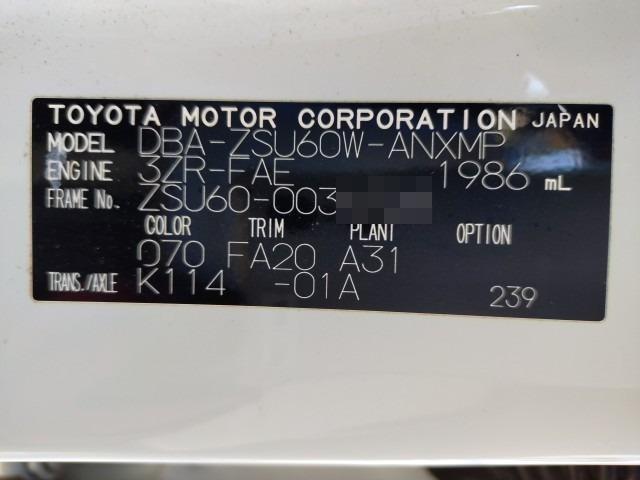 TOYOTA MOTOR CORPORATION JAPAN
MODEL DBA-ZSU60W-ANXMP
ENGINE 3ZR-FAE 1986 mL
FRAME No. ZSU60-003
COLOR TRIM PLANT OPTION
070 FA20 A31
TRANS./AXLE K114 -01A 239